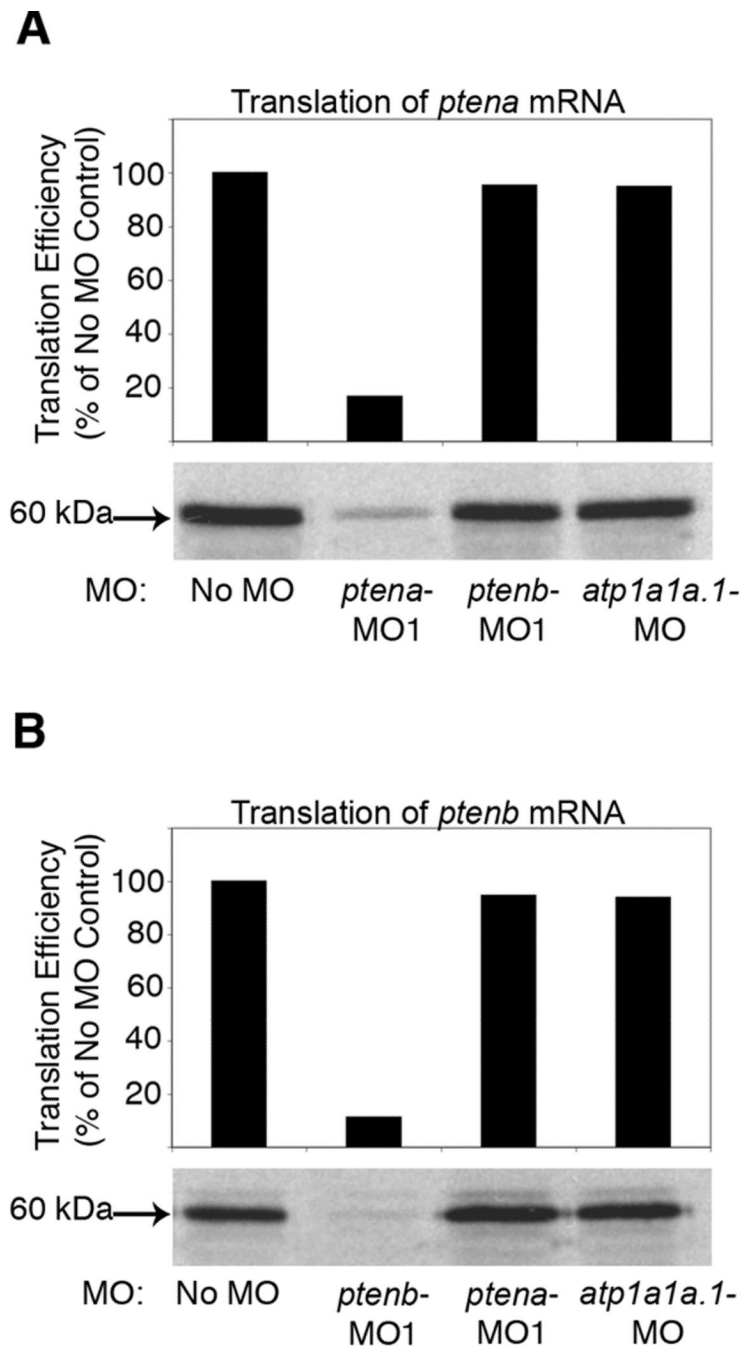 A
Translation of ptena mRNA
Translation Efficiency
(% of No MO Control)
100
80
60
40
20
60 kDa
MO: No MO ptena- ptenb- atp1a1a.1-
MO1 MO1 MO
B
Translation of ptenb mRNA
Translation Efficiency
(% of No MO Control)
100
80
60
40
20
60 kDa
MO: No MO ptenb- ptena- atp1a1a.1-
MO1 MO1 MO